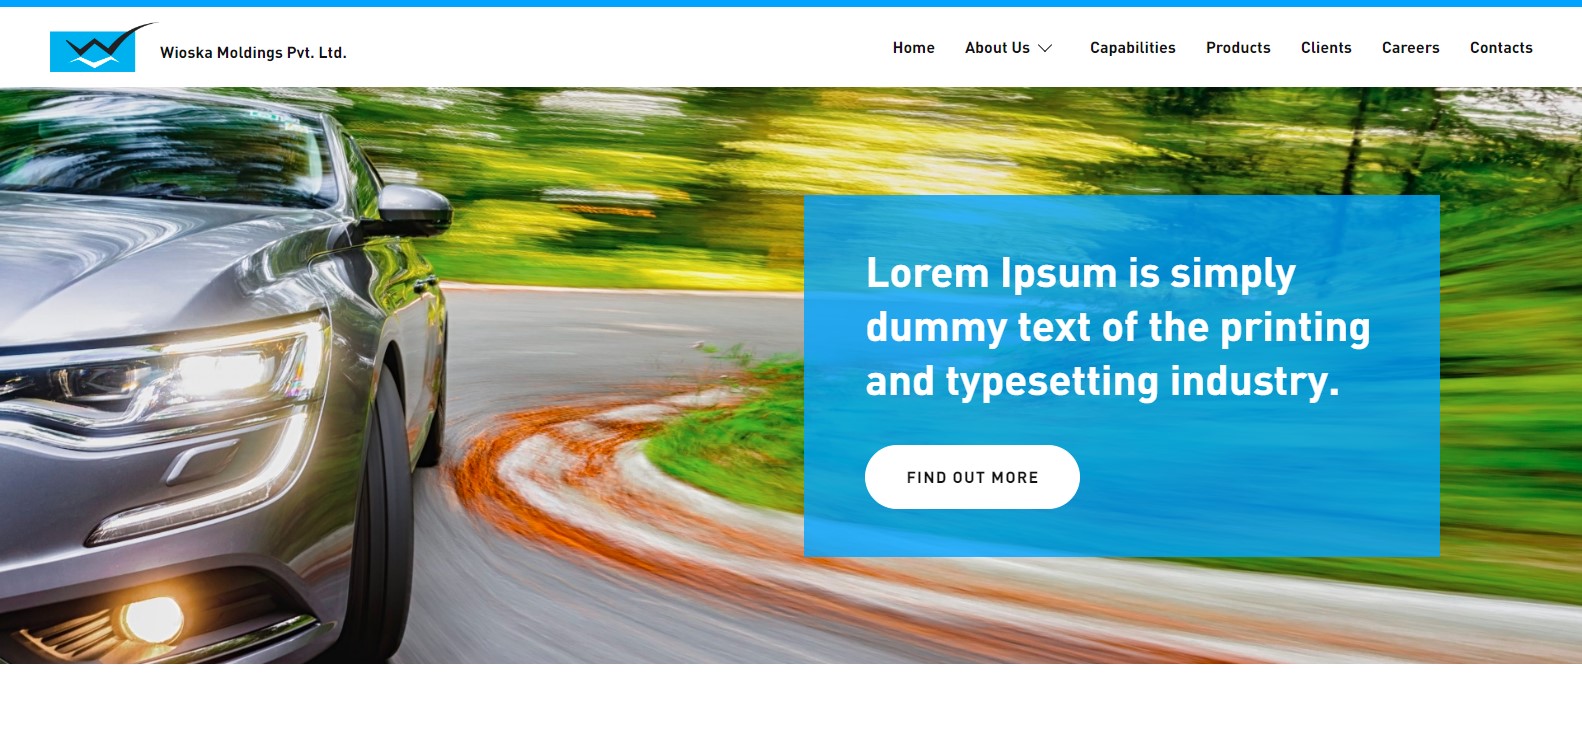 Wioska Moldings Pvt. Ltd.
Home About Us Capabilities Products Clients Careers Contacts
Lorem Ipsum is simply
dummy text of the printing
and typesetting industry.
FIND OUT MORE